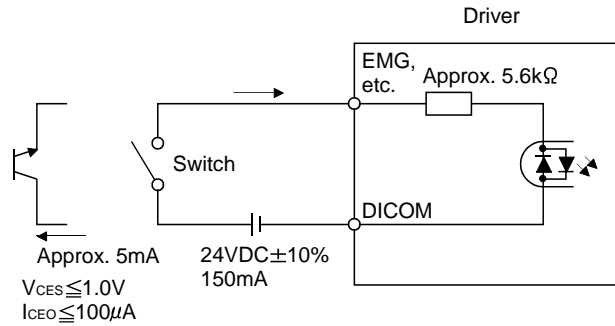 Driver
EMG,
etc.
Approx. 5.6kΩ
Switch
DICOM
Approx. 5mA
24VDC±10%
150mA
VCES≦1.0V
ICEO≦100μA